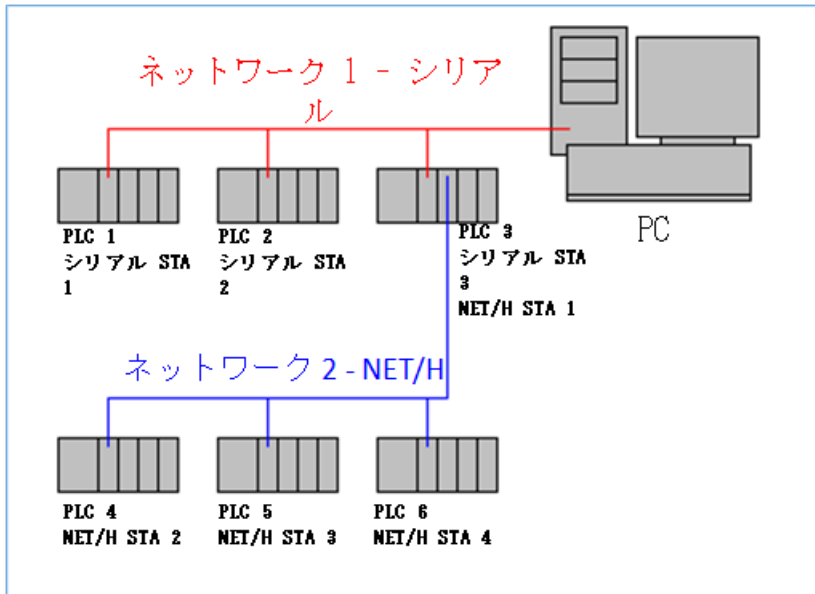 ネットワーク 1 - シリア
ル
PLC 1
シリアル STA
1
PLC 2
シリアル STA
2
PLC 3
シリアル STA
3
NET/H STA 1
PC
ネットワーク 2 - NET/H
PLC 4
NET/H STA 2
PLC 5
NET/H STA 3
PLC 6
NET/H STA 4